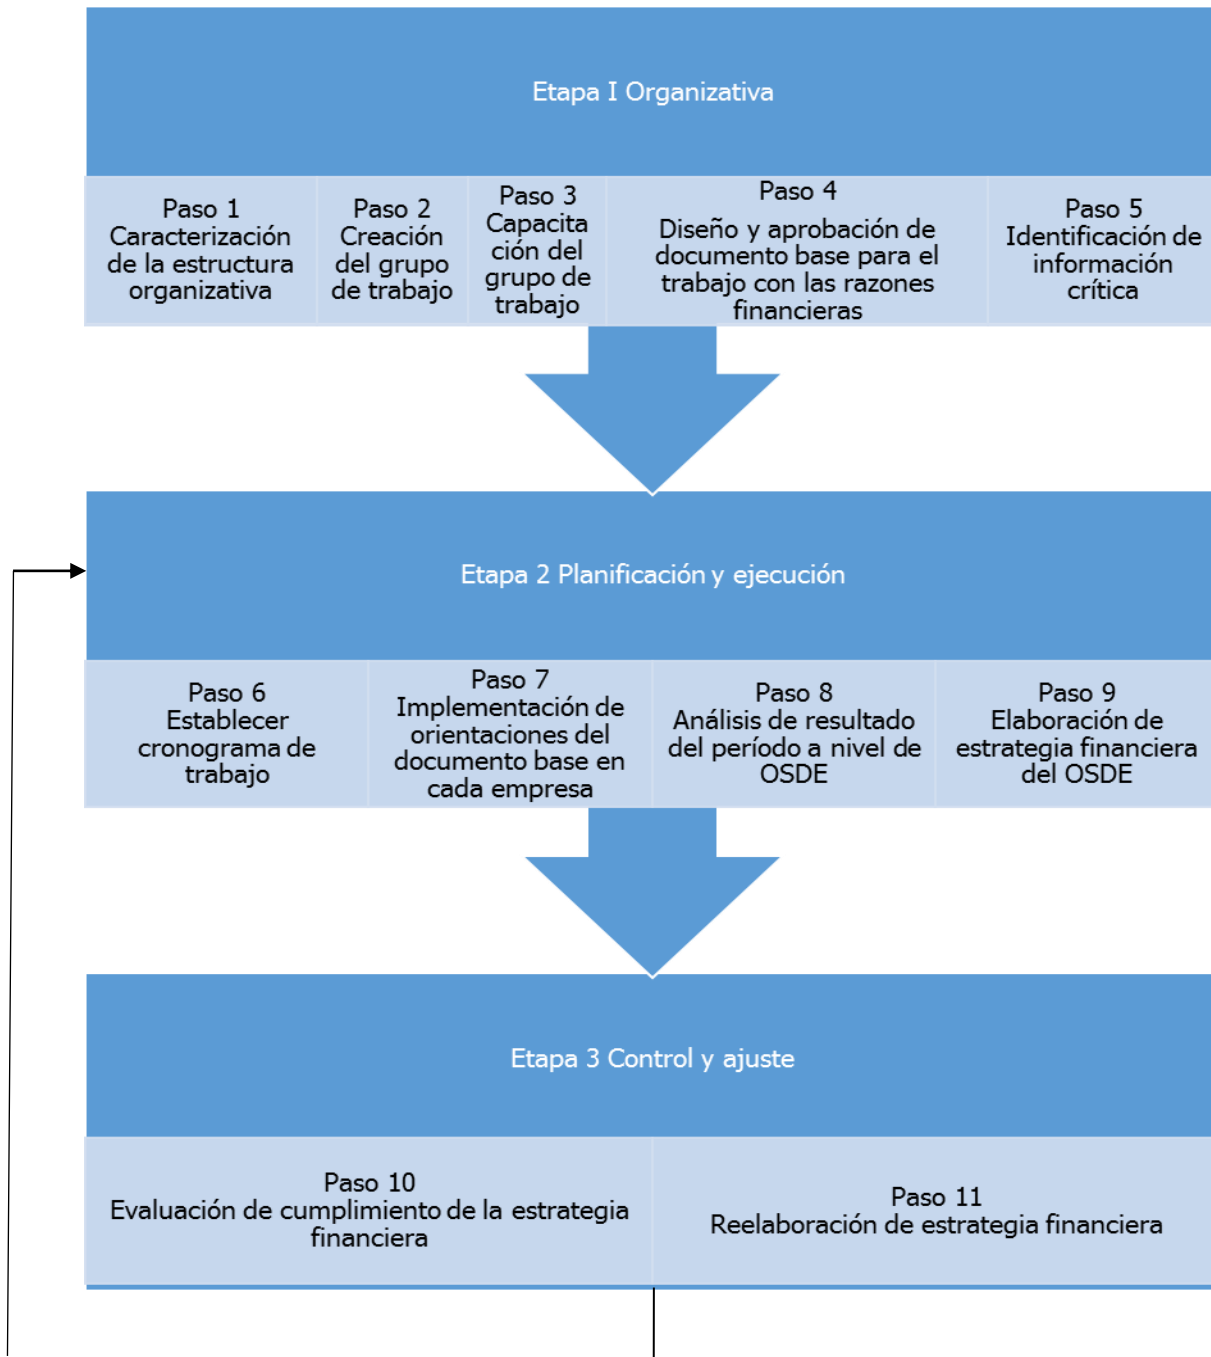 Etapa I Organizativa
Paso 1
Caracterización
de la estructura
organizativa
Paso 2
Creación
del grupo
de trabajo
Paso 3
Capacita
ción del
grupo de
trabajo
Paso 4
Diseño y aprobación de
documento base para el
trabajo con las razones
financieras
Paso 5
Identificación de
información
crítica
Etapa 2 Planificación y ejecución
Paso 6
Establecer
cronograma de
trabajo
Paso 7
Implementación de
orientaciones del
documento base en
cada empresa
Paso 8
Análisis de resultado
del período a nivel de
OSDE
Paso 9
Elaboración de
estrategia financiera
del OSDE
Etapa 3 Control y ajuste
Paso 10
Evaluación de cumplimiento de la estrategia
financiera
Paso 11
Reelaboración de estrategia financiera